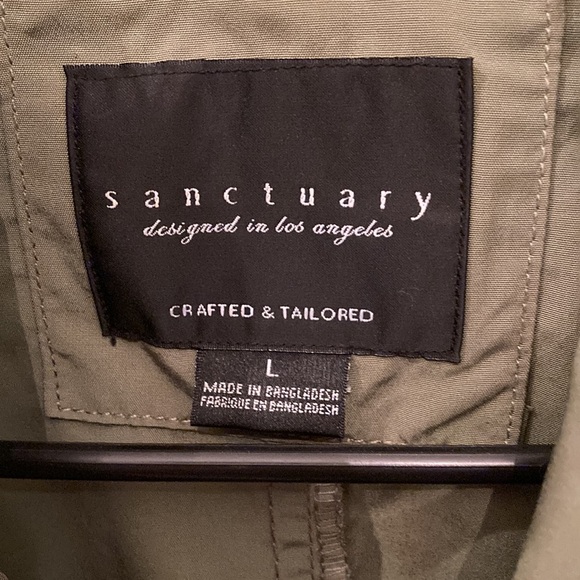 sanctuary
designed in los angeles
CRAFTED & TAILORED
L
MADE IN BANGLADESH
FABRIQUE EN BANGLADESH